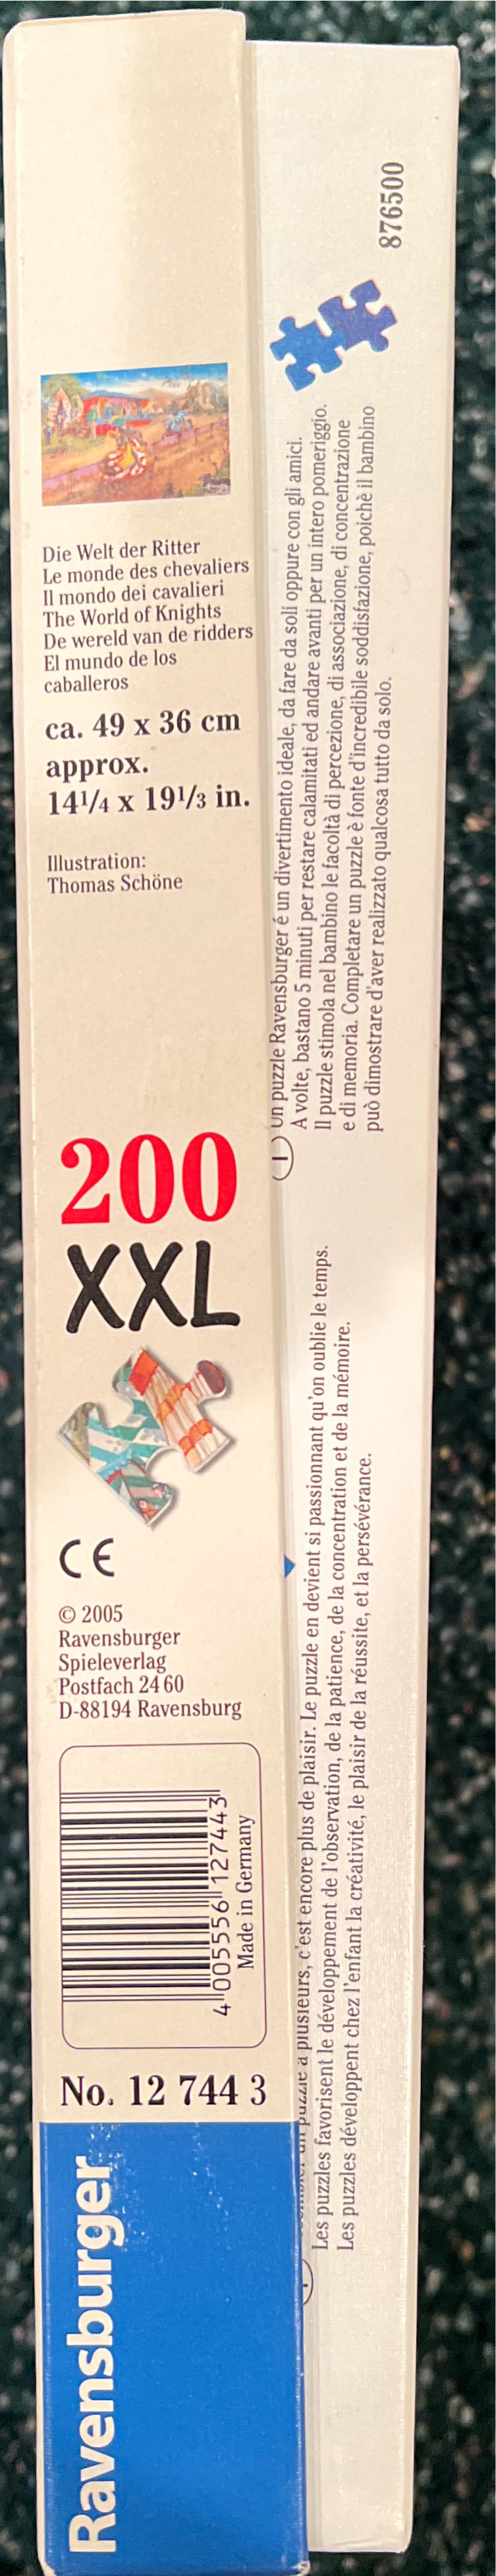 Die Welt der Ritter
Le monde des chevaliers
Il mondo dei cavalieri
The World of Knights
De wereld van de ridders
El mundo de los
caballeros
ca. 49 x 36 cm
approx.
14¹/4 x 19¹/3 in.
Illustration:
Thomas Schöne
200
XXL
CE
© 2005
Ravensburger
Spieleverlag
Postfach 24 60
D-88194 Ravensburg
4 005556 127443
Made in Germany
No. 12 744 3
Ravensburger
puzzle à plusieurs, c'est encore plus de plaisir. Le puzzle en devient si passionnant qu'on oublie le temps.
Les puzzles favorisent le développement de l'observation, de la patience, de la concentration et de la mémoire.
Les puzzles développent chez l'enfant la créativité, le plaisir de la réussite, et la persévérance.
I Un puzzle Ravensburger é un divertimento ideale, da fare da soli oppure con gli amici.
A volte, bastano 5 minuti per restare calamitati ed andare avanti per un intero pomeriggio.
Il puzzle stimola nel bambino le facoltà di percezione, di associazione, di concentrazione
e di memoria. Completare un puzzle è fonte d'incredibile soddisfazione, poichè il bambino
può dimostrare d'aver realizzato qualcosa tutto da solo.
876500